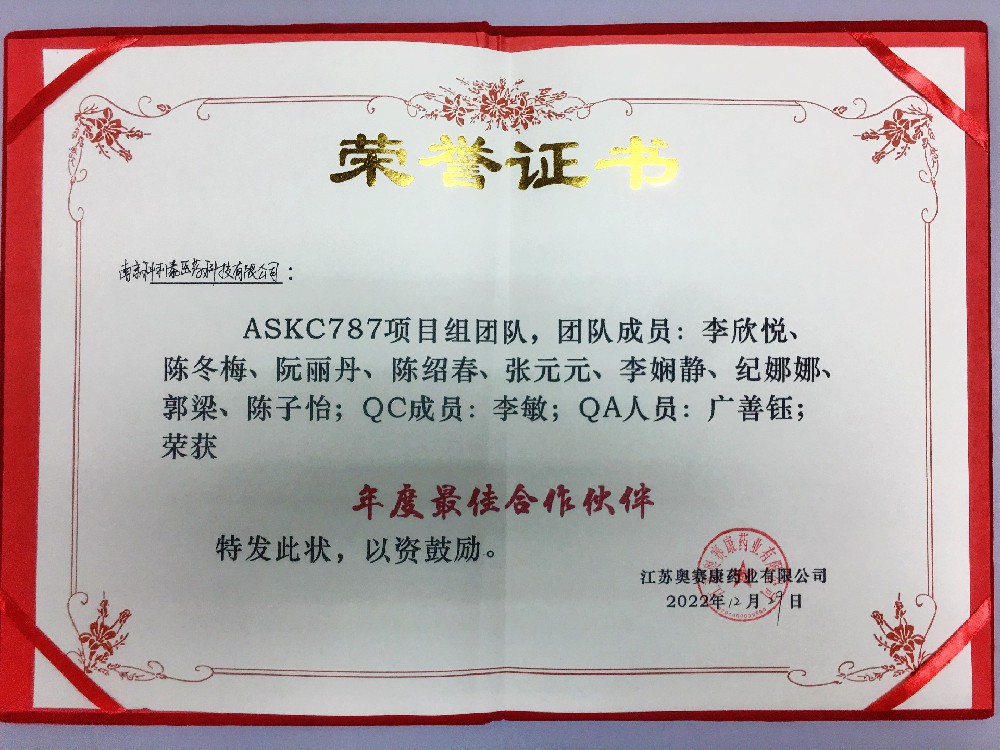 荣誉证书
南京科利泰医药科技有限公司：
ASKC787项目组团队，团队成员：李欣悦、
陈冬梅、阮丽丹、陈绍春、张元元、李娴静、纪娜娜、
郭梁、陈子怡；QC成员：李敏；QA人员：广善钰；
荣获
年度最佳合作伙伴
特发此状，以资鼓励。
江苏奥赛康药业有限公司
2022年12月29日